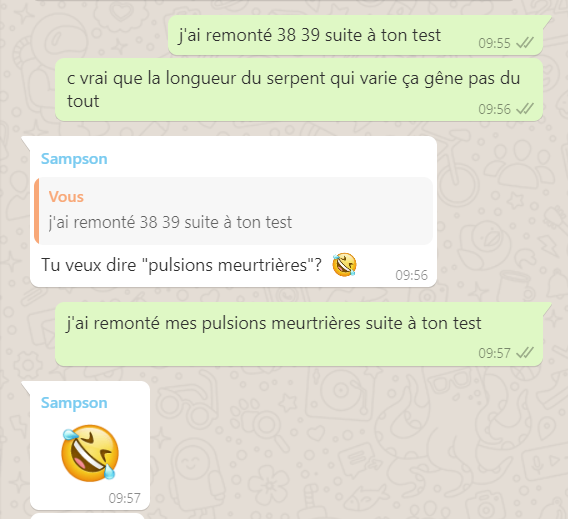 j'ai remonté 38 39 suite à ton test
09:55
c vrai que la longueur du serpent qui varie ça gêne pas du
tout
09:56
Sampson
Vous
j'ai remonté 38 39 suite à ton test
Tu veux dire "pulsions meurtrières"? 🤣
09:56
j'ai remonté mes pulsions meurtrières suite à ton test
09:57
Sampson
🤣
09:57